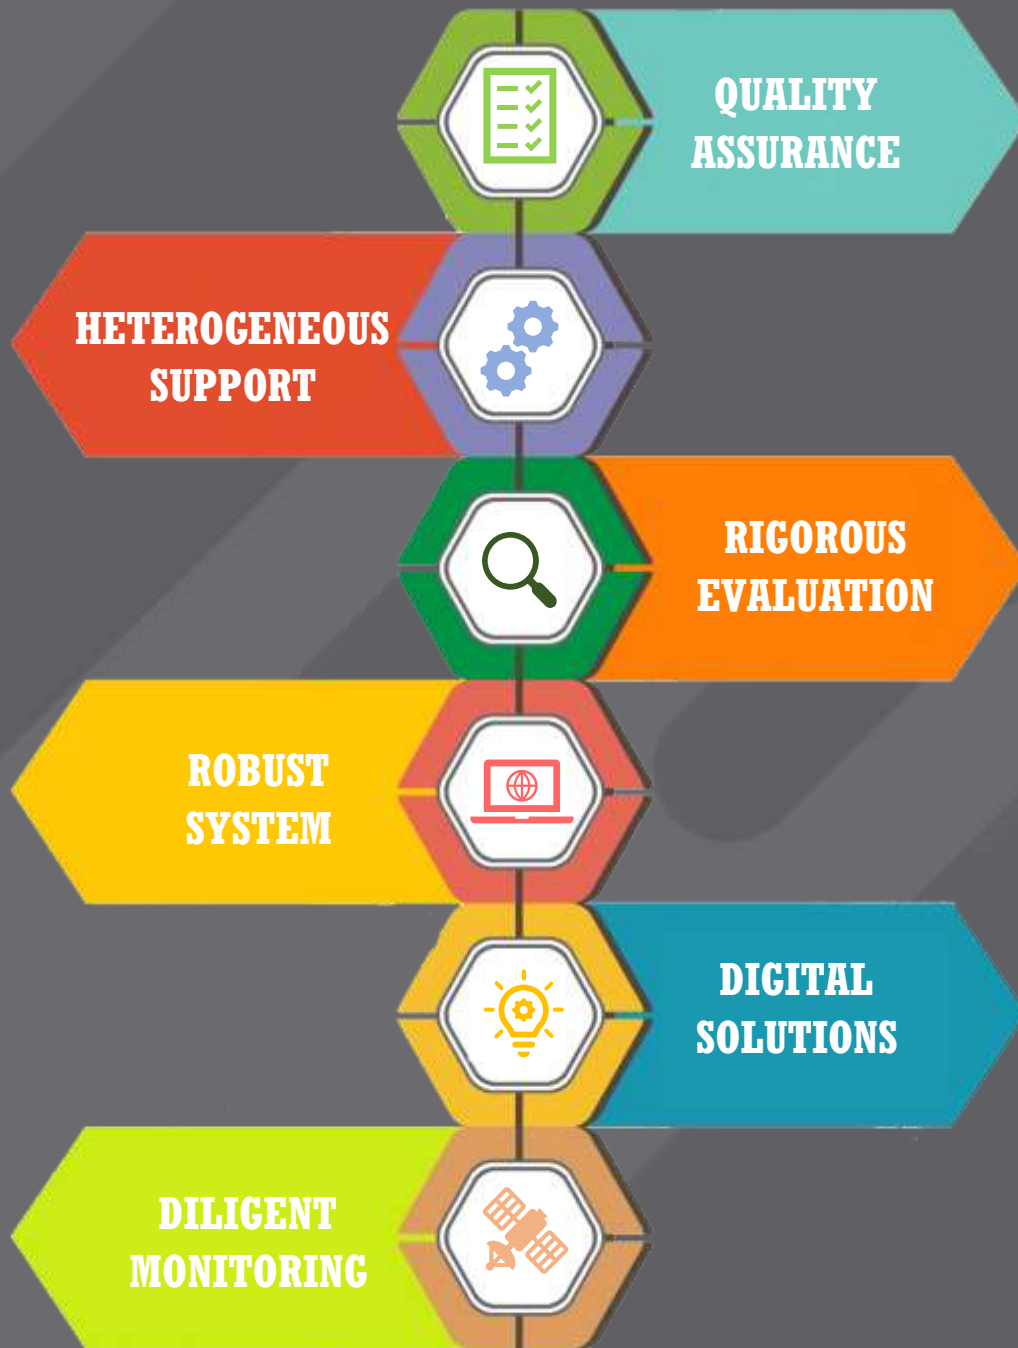 QUALITY
ASSURANCE
HETEROGENEOUS
SUPPORT
RIGOROUS
EVALUATION
ROBUST
SYSTEM
DIGITAL
SOLUTIONS
DILIGENT
MONITORING